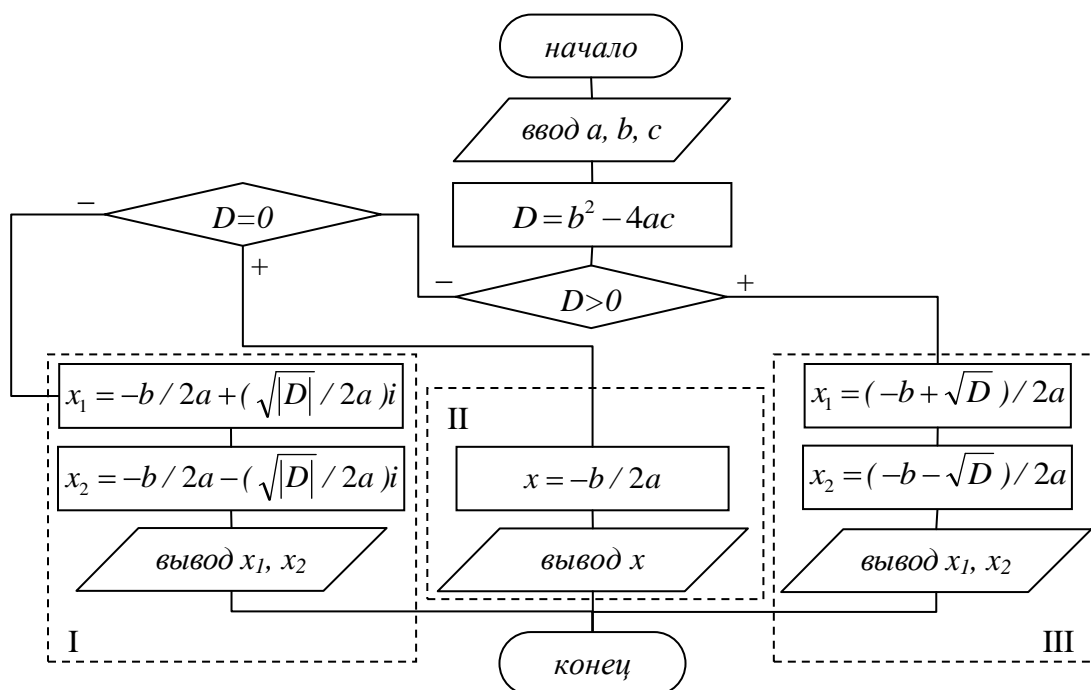 начало
ввод a, b, c
D = b² − 4ac
D>0
−
+
D=0
−
+
x₁ = −b / 2a + (√|D| / 2a)i
x₂ = −b / 2a − (√|D| / 2a)i
вывод x₁, x₂
I
II
x = −b / 2a
вывод x
x₁ = (−b + √D) / 2a
x₂ = (−b − √D) / 2a
вывод x₁, x₂
III
конец